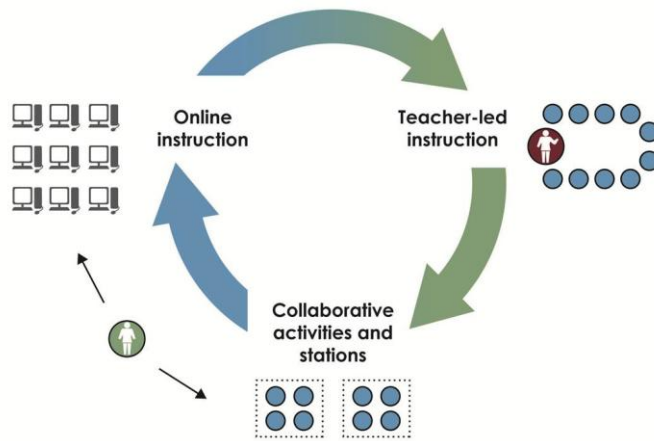 Online
instruction
Teacher-led
instruction
Collaborative
activities and
stations